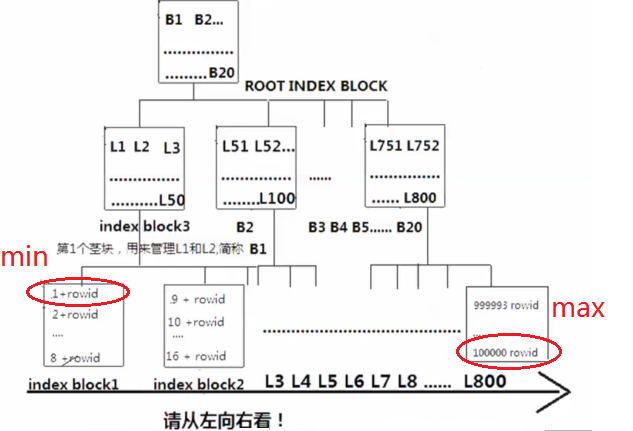 B1 B2...
...............
.........B20
ROOT INDEX BLOCK
L1 L2 L3
...............
..........L50
L51 L52...
...............
........L100
......
L751 L752
...............
...... L800
index block3
B2
B3 B4 B5...... B20
第1个茎块，用来管理L1和L2,简称 B1
min
1+rowid
2+rowid
....
8 +rowid
.9 + rowid
10 +rowid
....
16 + rowid
..............................
999993 rowid
......
100000 rowid
max
index block1
index block2
L3 L4 L5 L6 L7 L8 ...... L800
请从左向右看！